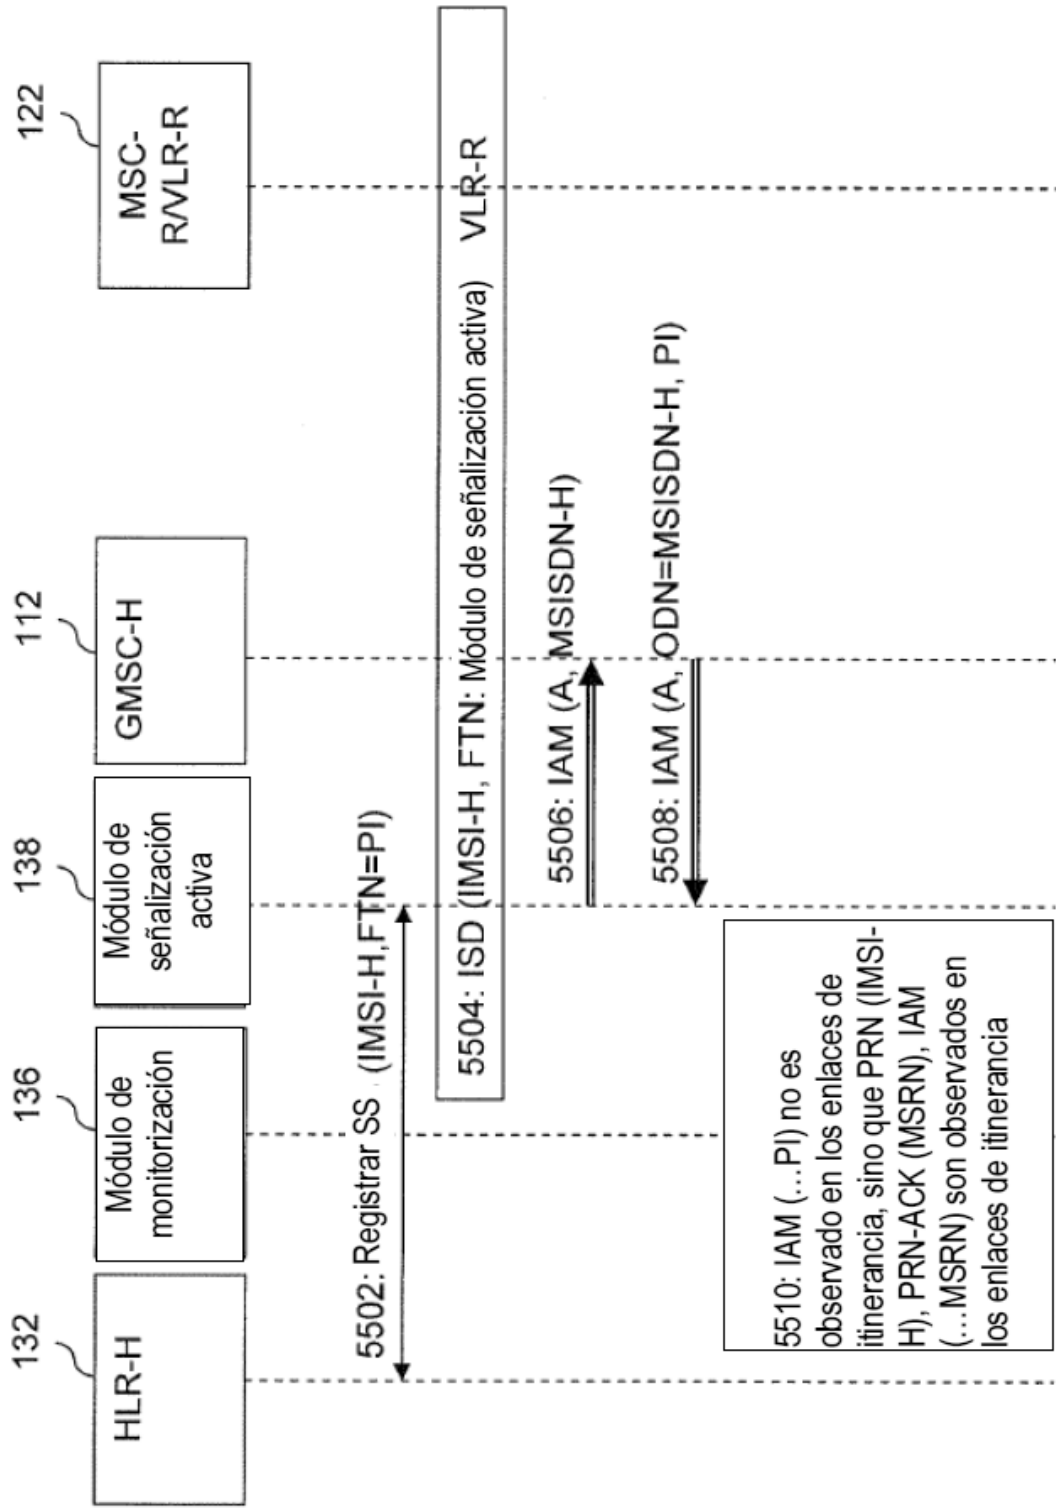 132
136
138
112
122
HLR-H
Módulo de
monitorización
Módulo de
señalización
activa
GMSC-H
MSC-
R/VLR-R
5502: Registrar SS (IMSI-H,FTN=PI)
5504: ISD (IMSI-H, FTN: Módulo de señalización activa) VLR-R
5506: IAM (A, MSISDN-H)
5508: IAM (A, ODN=MSISDN-H, PI)
5510: IAM (...PI) no es
observado en los enlaces de
itinerancia, sino que PRN (IMSI-
H), PRN-ACK (MSRN), IAM
(...MSRN) son observados en
los enlaces de itinerancia